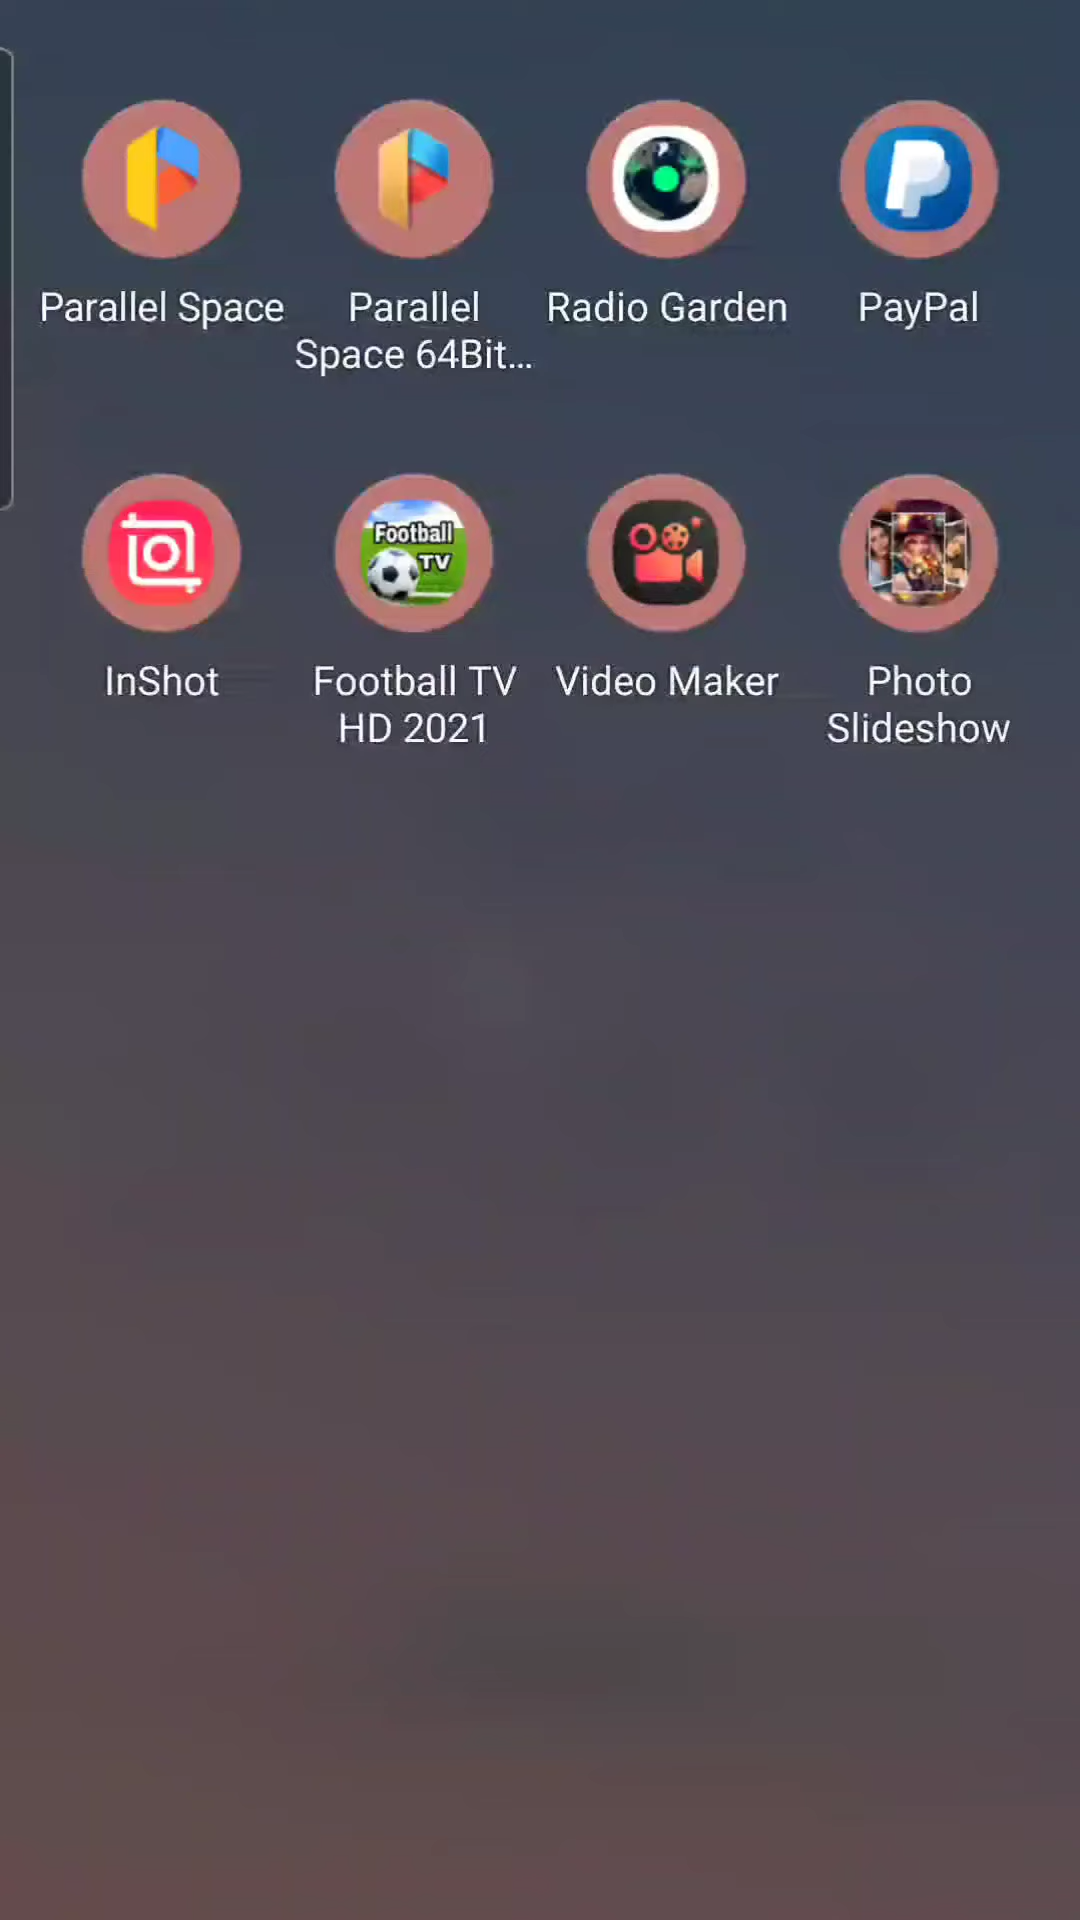 Parallel Space
Parallel
Space 64Bit...
Radio Garden
PayPal
InShot
Football
TV
Football TV
HD 2021
Video Maker
Photo
Slideshow